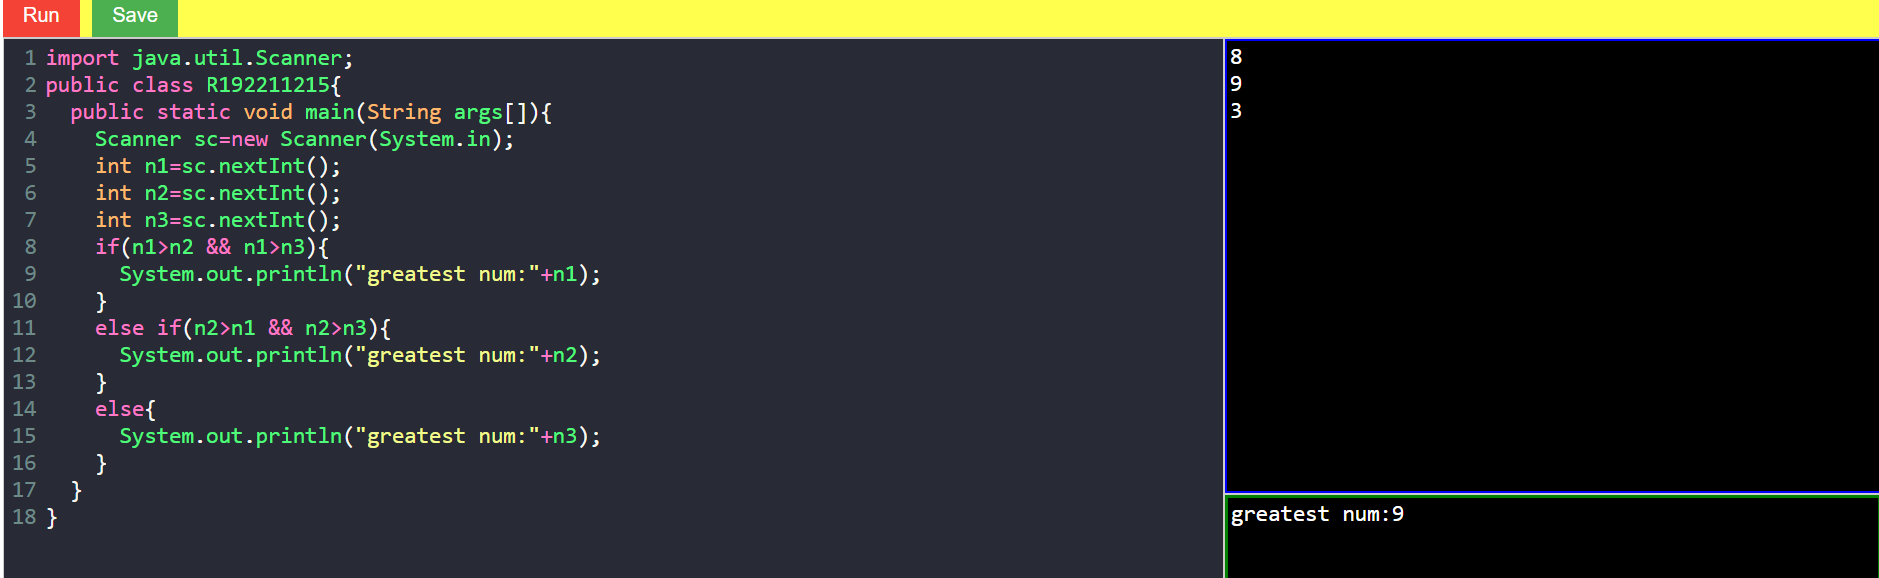 Run Save
1 import java.util.Scanner;
2 public class R192211215{
3   public static void main(String args[]){
4     Scanner sc=new Scanner(System.in);
5     int n1=sc.nextInt();
6     int n2=sc.nextInt();
7     int n3=sc.nextInt();
8     if(n1>n2 && n1>n3){
9       System.out.println("greatest num:"+n1);
10     }
11     else if(n2>n1 && n2>n3){
12       System.out.println("greatest num:"+n2);
13     }
14     else{
15       System.out.println("greatest num:"+n3);
16     }
17   }
18 }
8
9
3
greatest num:9